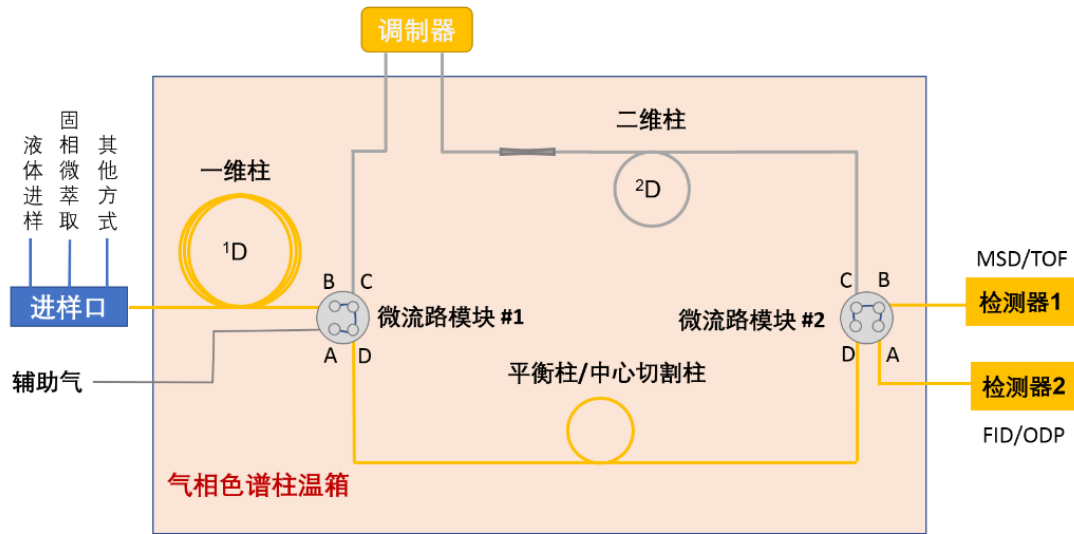 调制器
二维柱
²D
一维柱
¹D
液体进样
固相微萃取
其他方式
进样口
辅助气
B
C
A
D
微流路模块 #1
微流路模块 #2
C
B
D
A
MSD/TOF
检测器1
检测器2
FID/ODP
平衡柱/中心切割柱
气相色谱柱温箱